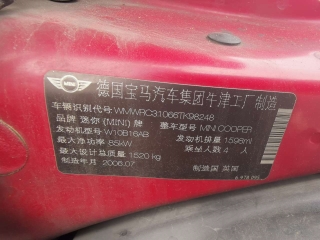 MINI
德国宝马汽车集团牛津工厂制造
车辆识别代号 WMWRC31066TK98248
品牌 迷你(MINI)牌 整车型号 MINI COOPER
发动机型号 W10B16AB 发动机排量 1598ml
最大净功率 85kW 乘坐人数 4 人
最大设计总质量 1520 kg
制造年月 2006.07 制造国 英国